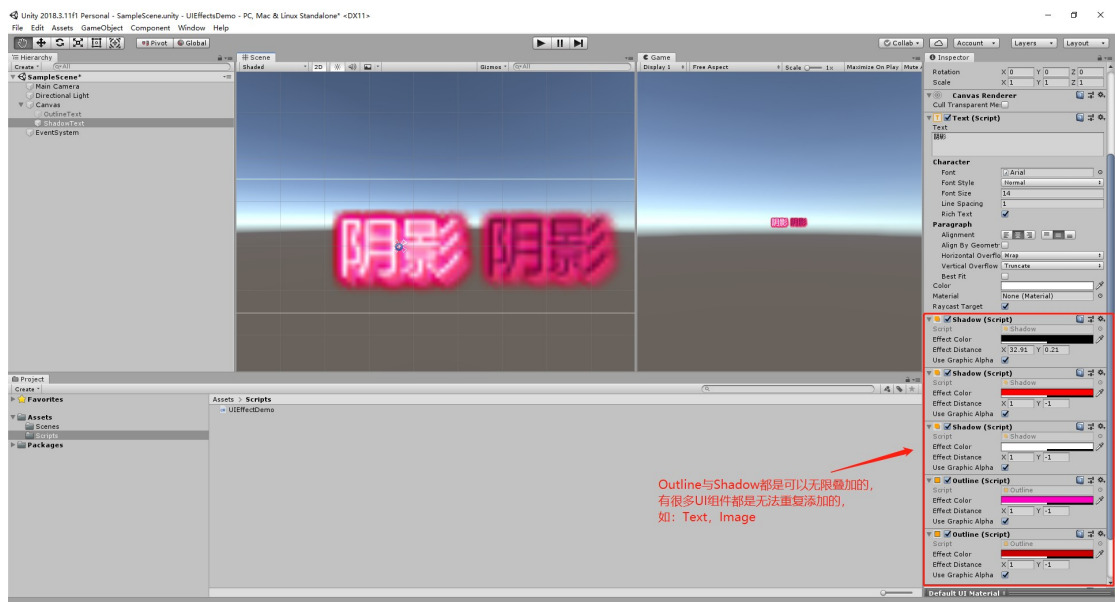 Unity 2018.3.11f1 Personal - SampleScene.unity - UIEffectsDemo - PC, Mac & Linux Standalone* <DX11>
File Edit Assets GameObject Component Window Help
Pivot Global Collab Account Layers Layout
Hierarchy
Create All
SampleScene*
Main Camera
Directional Light
Canvas
OutlineText
ShadowText
EventSystem
Scene
Shaded 2D Gizmos All
阴影 阴影
Game
Display 1 Free Aspect Scale 1x Maximize On Play Mute
阴影 阴影
Inspector
Rotation X 0 Y 0 Z 0
Scale X 1 Y 1 Z 1
Canvas Renderer
Cull Transparent Me
Text (Script)
Text
阴影
Character
Font Arial
Font Style Normal
Font Size 14
Line Spacing 1
Rich Text
Paragraph
Alignment
Align By Geometr
Horizontal Overflo Wrap
Vertical Overflow Truncate
Best Fit
Color
Material None (Material)
Raycast Target
Shadow (Script)
Script Shadow
Effect Color
Effect Distance X 32.91 Y 0.21
Use Graphic Alpha
Shadow (Script)
Script Shadow
Effect Color
Effect Distance X 1 Y -1
Use Graphic Alpha
Shadow (Script)
Script Shadow
Effect Color
Effect Distance X 1 Y -1
Use Graphic Alpha
Outline (Script)
Script Outline
Effect Color
Effect Distance X 1 Y -1
Use Graphic Alpha
Outline (Script)
Script Outline
Effect Color
Effect Distance X 1 Y -1
Use Graphic Alpha
Default UI Material
Project
Create
Favorites
Assets
Scenes
Scripts
Packages
Assets > Scripts
UIEffectDemo
Outline与Shadow都是可以无限叠加的，
有很多UI组件都是无法重复添加的，
如：Text，Image